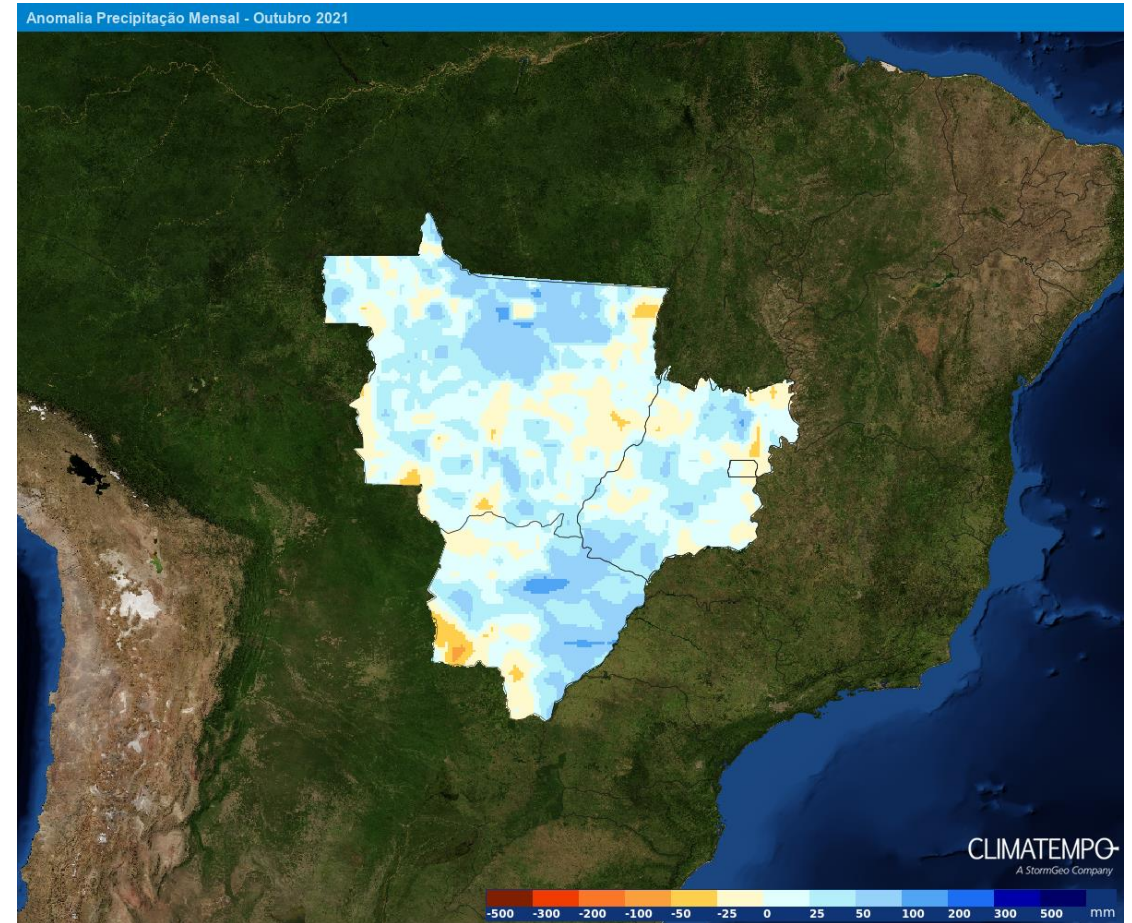 Anomalia Precipitação Mensal - Outubro 2021
CLIMATEMPO
A StormGeo Company
-500 -300 -200 -100 -50 -25 0 25 50 100 200 300 500 mm